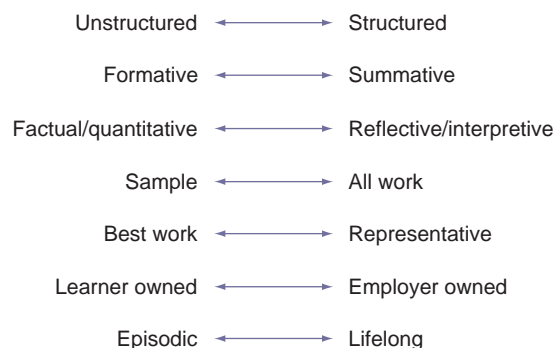 Unstructured Structured
Formative Summative
Factual/quantitative Reflective/interpretive
Sample All work
Best work Representative
Learner owned Employer owned
Episodic Lifelong